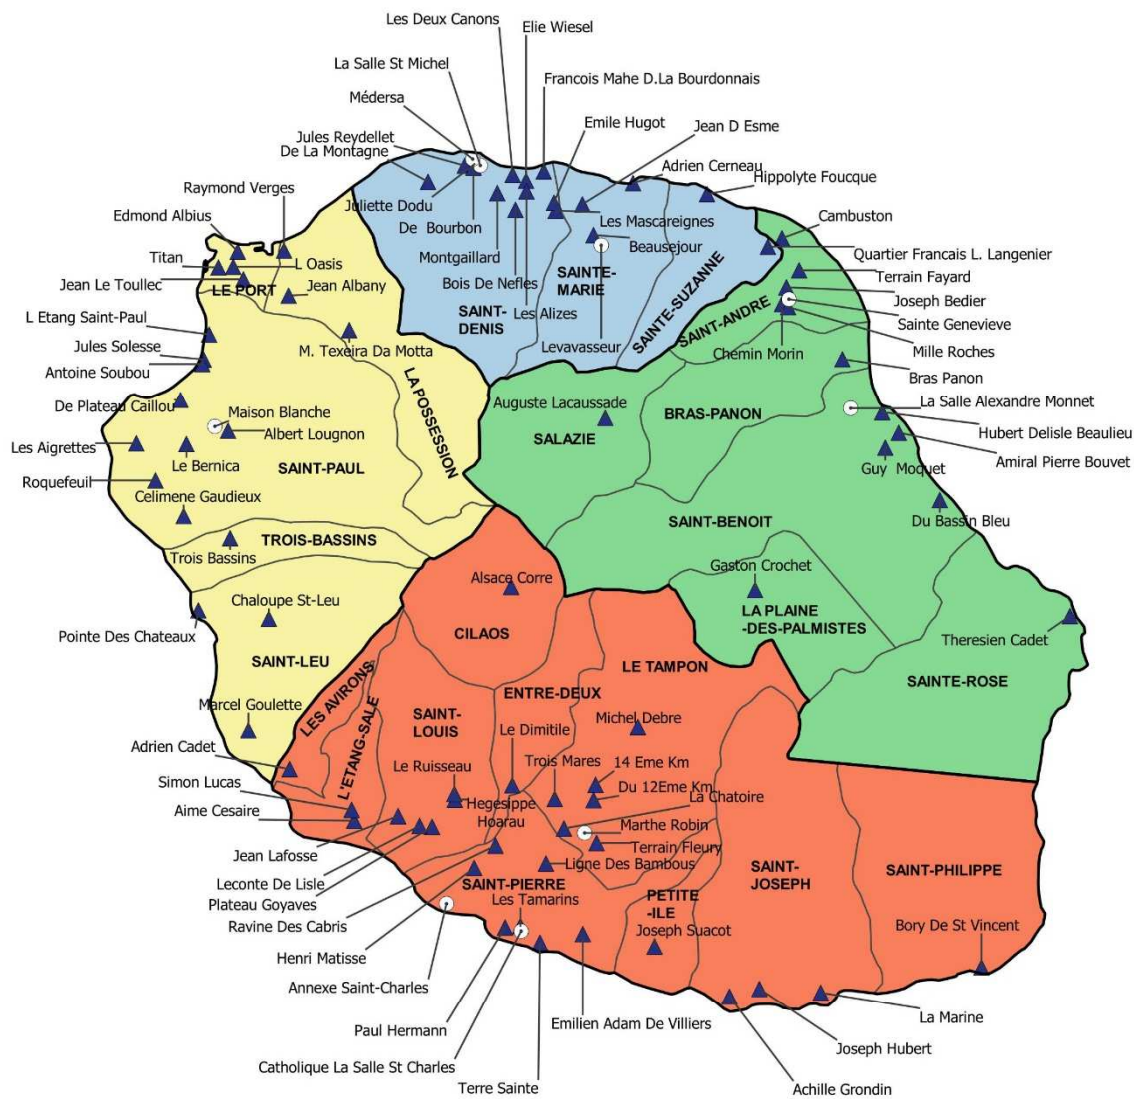 Les Deux Canons
Elie Wiesel
La Salle St Michel
Francois Mahe D.La Bourdonnais
Médersa
Emile Hugot
Jean D Esme
Jules Reydellet
De La Montagne
Adrien Cerneau
Hippolyte Foucque
Raymond Verges
Juliette Dodu
Les Mascareignes
Cambuston
Edmond Albius
De Bourbon
Beausejour
Quartier Francais L. Langenier
Titan
L Oasis
Montgaillard
SAINTE-
MARIE
Terrain Fayard
Jean Le Toullec
LE PORT
Jean Albany
Bois De Nefles
SAINTE-SUZANNE
Joseph Bedier
L Etang Saint-Paul
SAINT-
DENIS
Les Alizes
SAINT-ANDRE
Sainte Genevieve
Jules Solesse
M. Texeira Da Motta
Levavasseur
Chemin Morin
Mille Roches
Antoine Soubou
LA POSSESSION
Bras Panon
De Plateau Caillou
Maison Blanche
Auguste Lacaussade
BRAS-PANON
La Salle Alexandre Monnet
Les Aigrettes
Albert Lougnon
SALAZIE
Hubert Delisle Beaulieu
Le Bernica
SAINT-PAUL
Guy Moquet
Amiral Pierre Bouvet
Roquefeuil
Celimene Gaudieux
SAINT-BENOIT
Du Bassin Bleu
TROIS-BASSINS
Trois Bassins
Alsace Corre
Gaston Crochet
Chaloupe St-Leu
LA PLAINE
-DES-PALMISTES
Pointe Des Chateaux
CILAOS
Theresien Cadet
SAINT-LEU
LE TAMPON
SAINTE-ROSE
LES AVIRONS
ENTRE-DEUX
Marcel Goulette
L'ETANG-SALE
SAINT-
LOUIS
Michel Debre
Adrien Cadet
Le Dimitile
Simon Lucas
Le Ruisseau
Trois Mares
14 Eme Km
Aime Cesaire
Hegesippe
Hoarau
Du 12Eme Km
La Chatoire
Marthe Robin
Jean Lafosse
Terrain Fleury
Leconte De Lisle
Ligne Des Bambous
SAINT-
JOSEPH
SAINT-PHILIPPE
Plateau Goyaves
SAINT-PIERRE
PETITE
-ILE
Ravine Des Cabris
Les Tamarins
Joseph Suacot
Bory De St Vincent
Henri Matisse
Annexe Saint-Charles
La Marine
Paul Hermann
Emilien Adam De Villiers
Joseph Hubert
Catholique La Salle St Charles
Terre Sainte
Achille Grondin